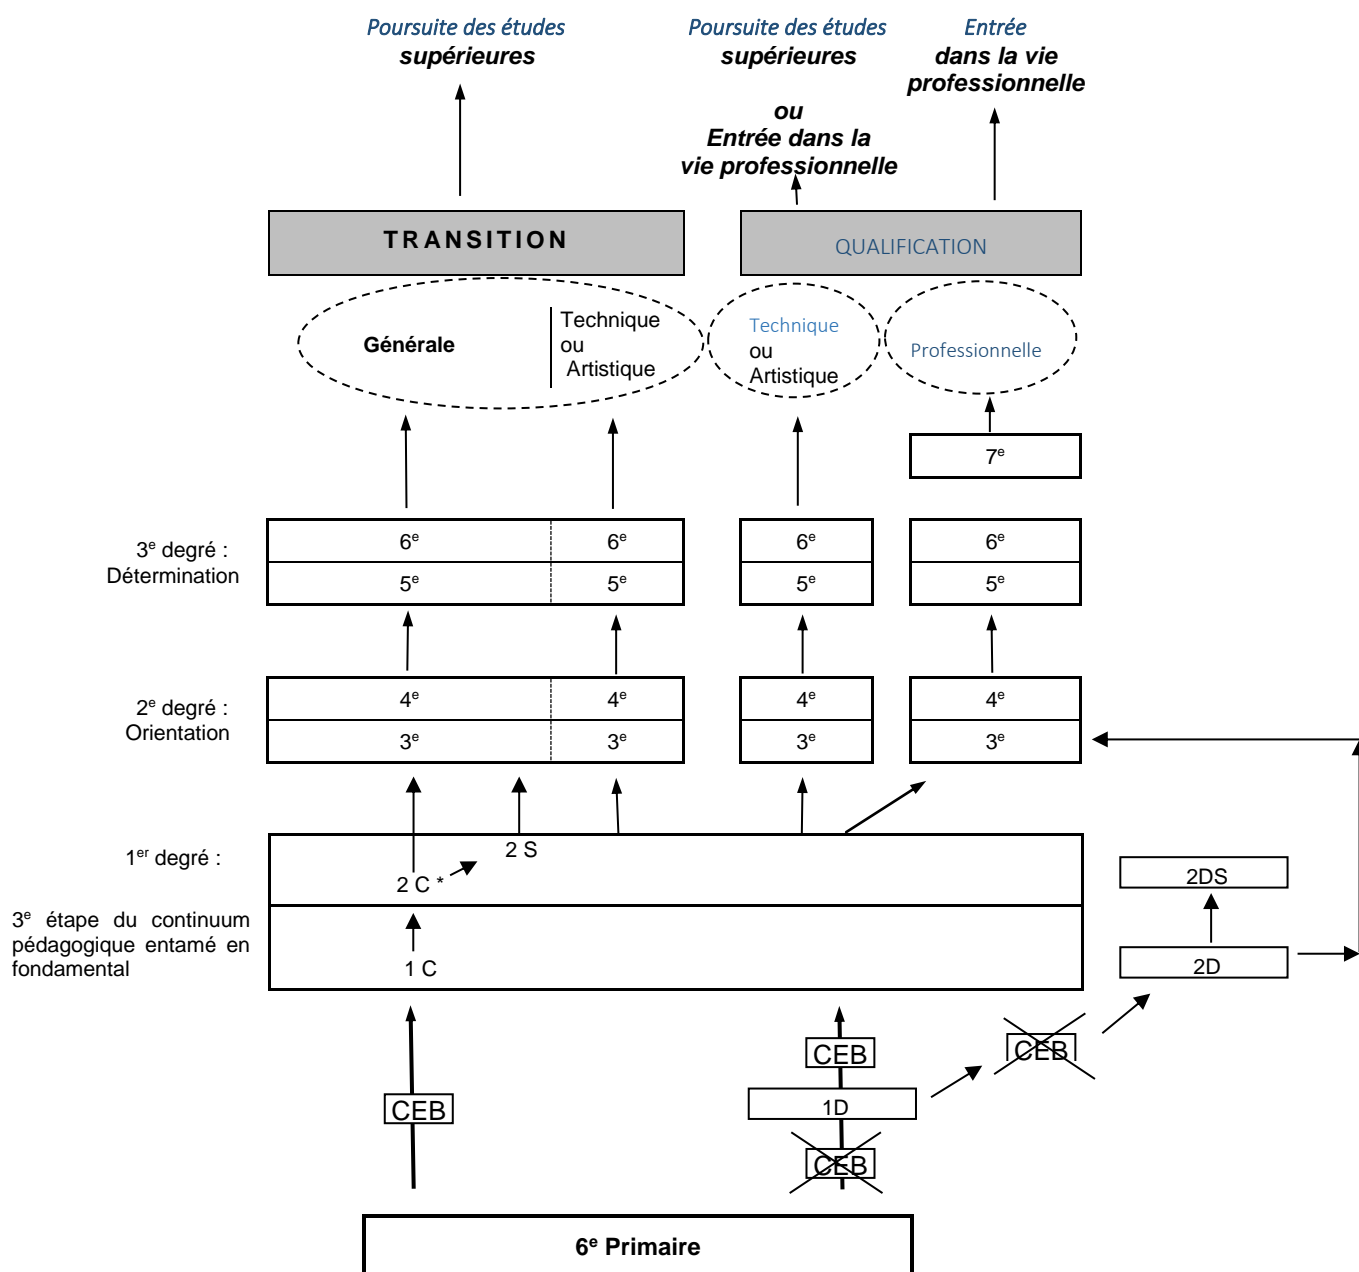 Poursuite des études
supérieures
Poursuite des études
supérieures
ou
Entrée dans la
vie professionnelle
Entrée
dans la vie
professionnelle
TRANSITION
QUALIFICATION
Générale
Technique
ou
Artistique
Technique
ou
Artistique
Professionnelle
7e
3e degré :
Détermination
6e 6e 6e 6e
5e 5e 5e 5e
2e degré :
Orientation
4e 4e 4e 4e
3e 3e 3e 3e
1er degré :
2 S
2 C *
2DS
3e étape du continuum
pédagogique entamé en
fondamental
1 C
2D
CEB
CEB
CEB
1D
CEB
6e Primaire